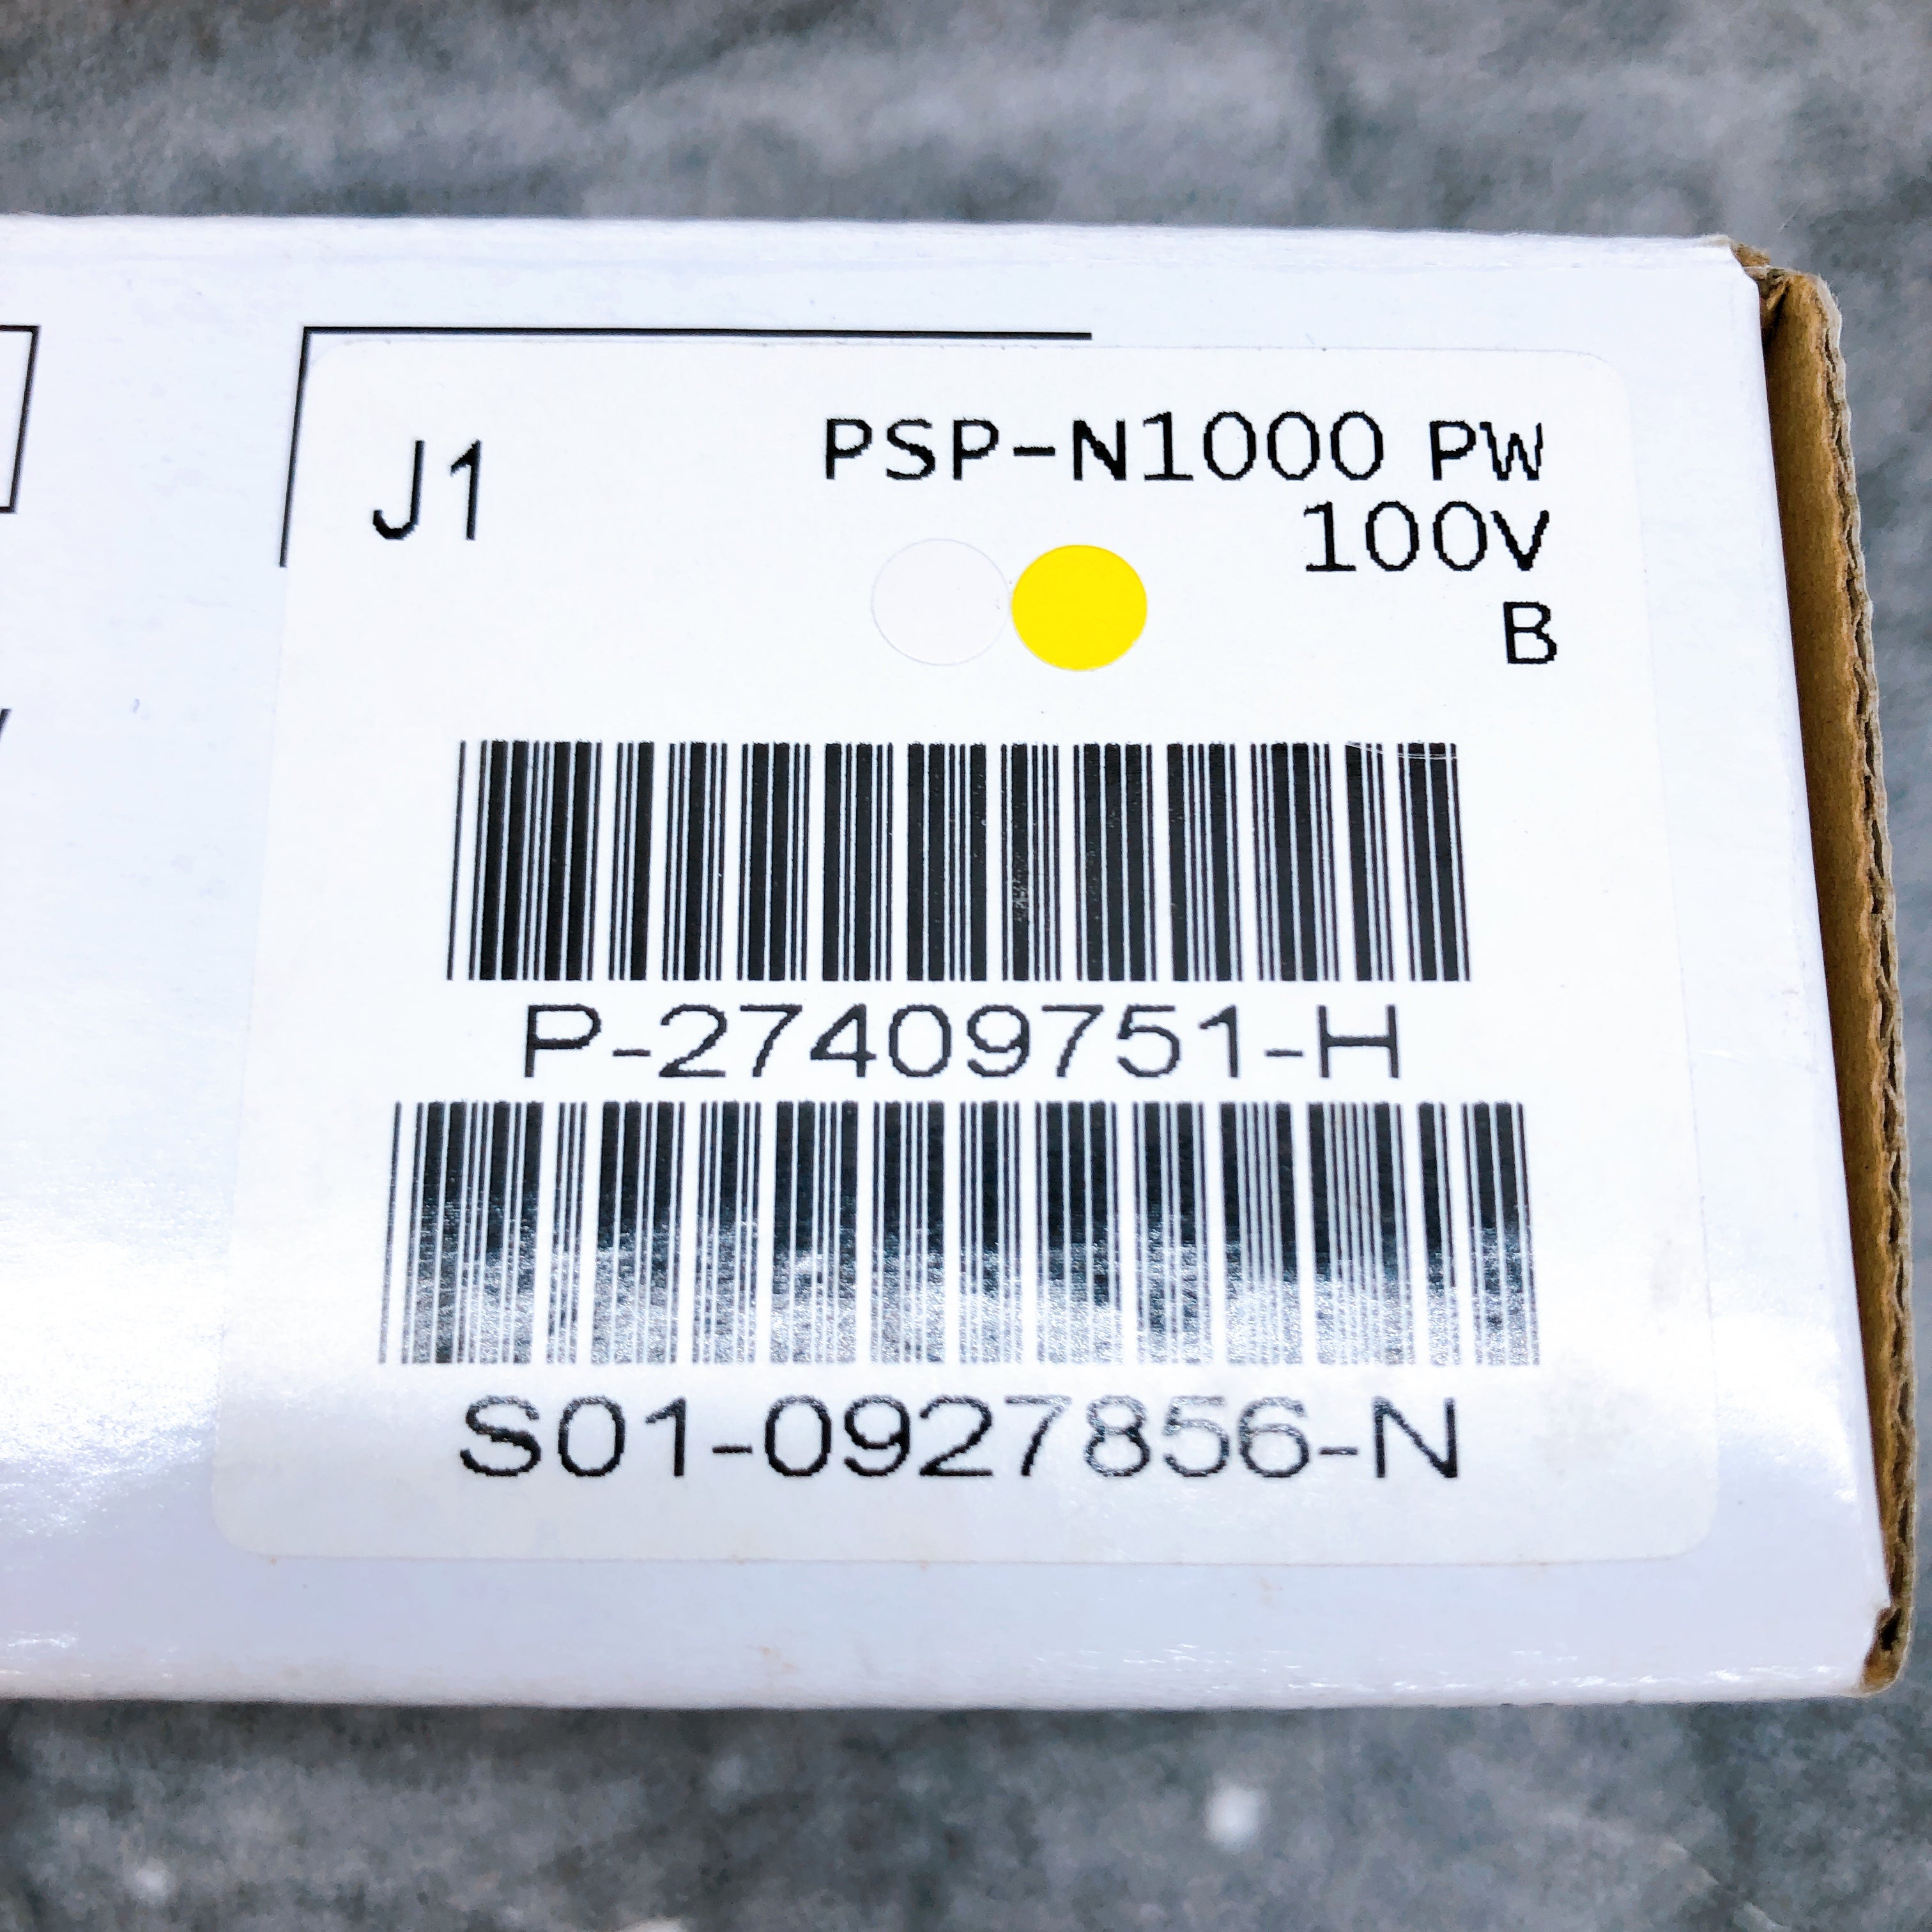 J1
PSP-N1000 PW
100V
B
P-27409751-H
S01-0927856-N